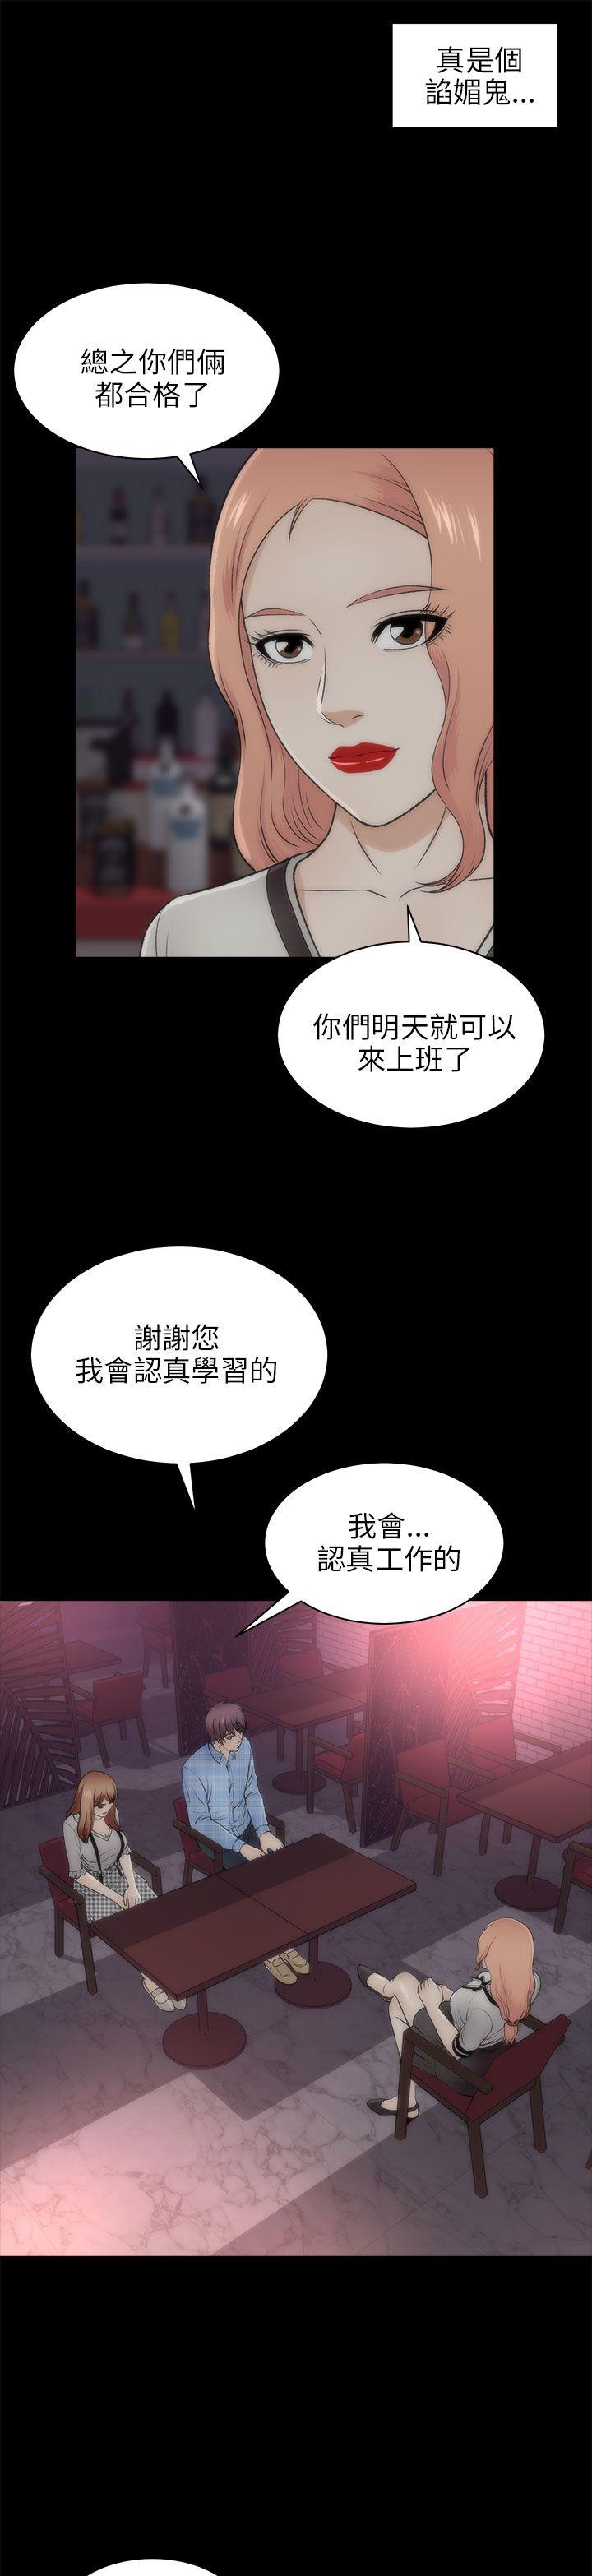 真是個
諂媚鬼...
總之你們倆
都合格了
你們明天就可以
來上班了
謝謝您
我會認真學習的
我會...
認真工作的